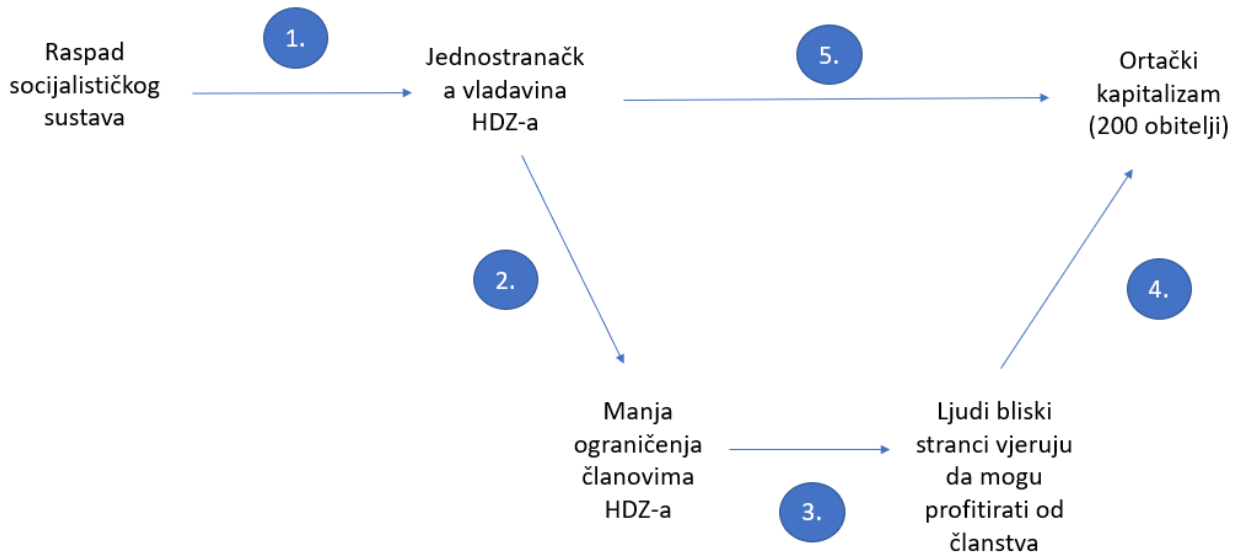 Raspad
socijalističkog
sustava
1.
Jednostranačk
a vladavina
HDZ-a
5.
Ortački
kapitalizam
(200 obitelji)
2.
4.
Manja
ograničenja
članovima
HDZ-a
3.
Ljudi bliski
stranci vjeruju
da mogu
profitirati od
članstva